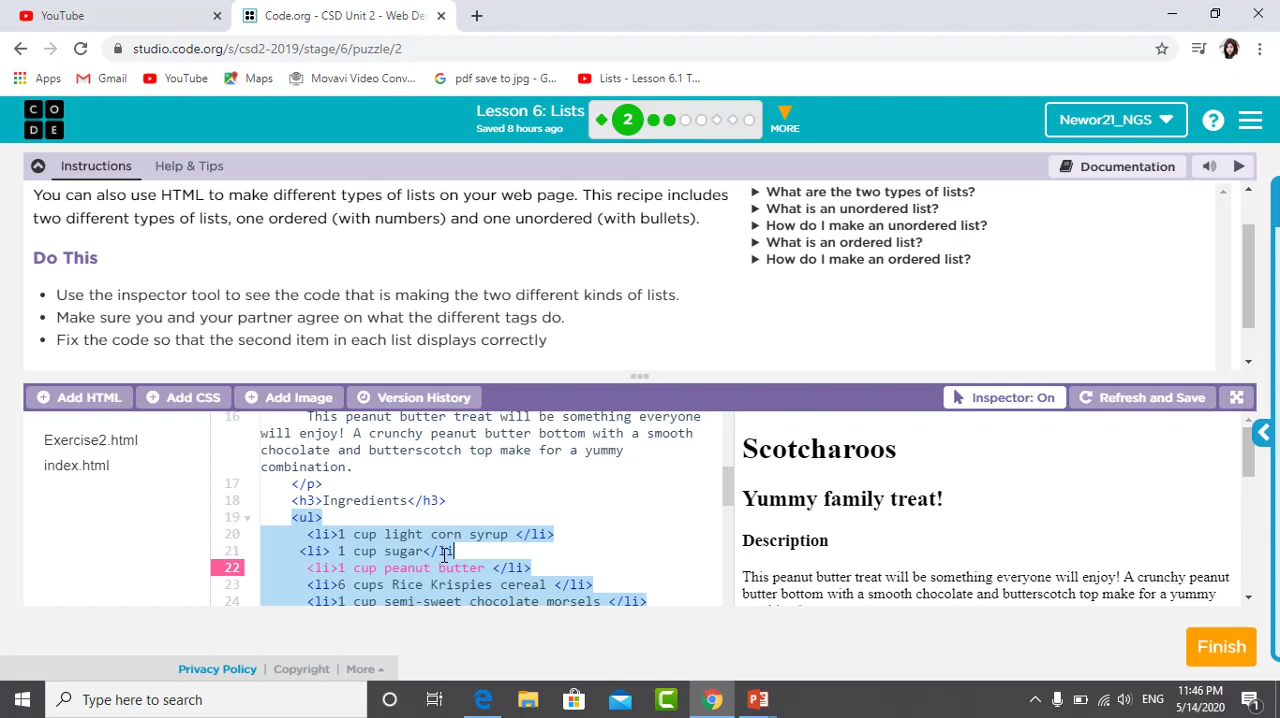 YouTube
Code.org - CSD Unit 2 - Web De
studio.code.org/s/csd2-2019/stage/6/puzzle/2
Apps
Gmail
YouTube
Maps
Movavi Video Conv...
pdf save to jpg - G...
Lists - Lesson 6.1 T...
C O
D E
Lesson 6: Lists
Saved 8 hours ago
2
MORE
Newor21_NGS
?
Instructions
Help & Tips
Documentation
You can also use HTML to make different types of lists on your web page. This recipe includes
two different types of lists, one ordered (with numbers) and one unordered (with bullets).
Do This
• Use the inspector tool to see the code that is making the two different kinds of lists.
• Make sure you and your partner agree on what the different tags do.
• Fix the code so that the second item in each list displays correctly
What are the two types of lists?
What is an unordered list?
How do I make an unordered list?
What is an ordered list?
How do I make an ordered list?
Add HTML
Add CSS
Add Image
Version History
Inspector: On
Refresh and Save
Exercise2.html
index.html
16 This peanut butter treat will be something everyone
will enjoy! A crunchy peanut butter bottom with a smooth
chocolate and butterscotch top make for a yummy
combination.
17 </p>
18 <h3>Ingredients</h3>
19 <ul>
20 <li>1 cup light corn syrup </li>
21 <li> 1 cup sugar</li
22 <li>1 cup peanut butter </li>
23 <li>6 cups Rice Krispies cereal </li>
24 <li>1 cup semi-sweet chocolate morsels </li>
Scotcharoos
Yummy family treat!
Description
This peanut butter treat will be something everyone will enjoy! A crunchy
peanut butter bottom with a smooth chocolate and butterscotch top make for a
Finish
Privacy Policy | Copyright | More
Type here to search
ENG
11:46 PM
5/14/2020
1